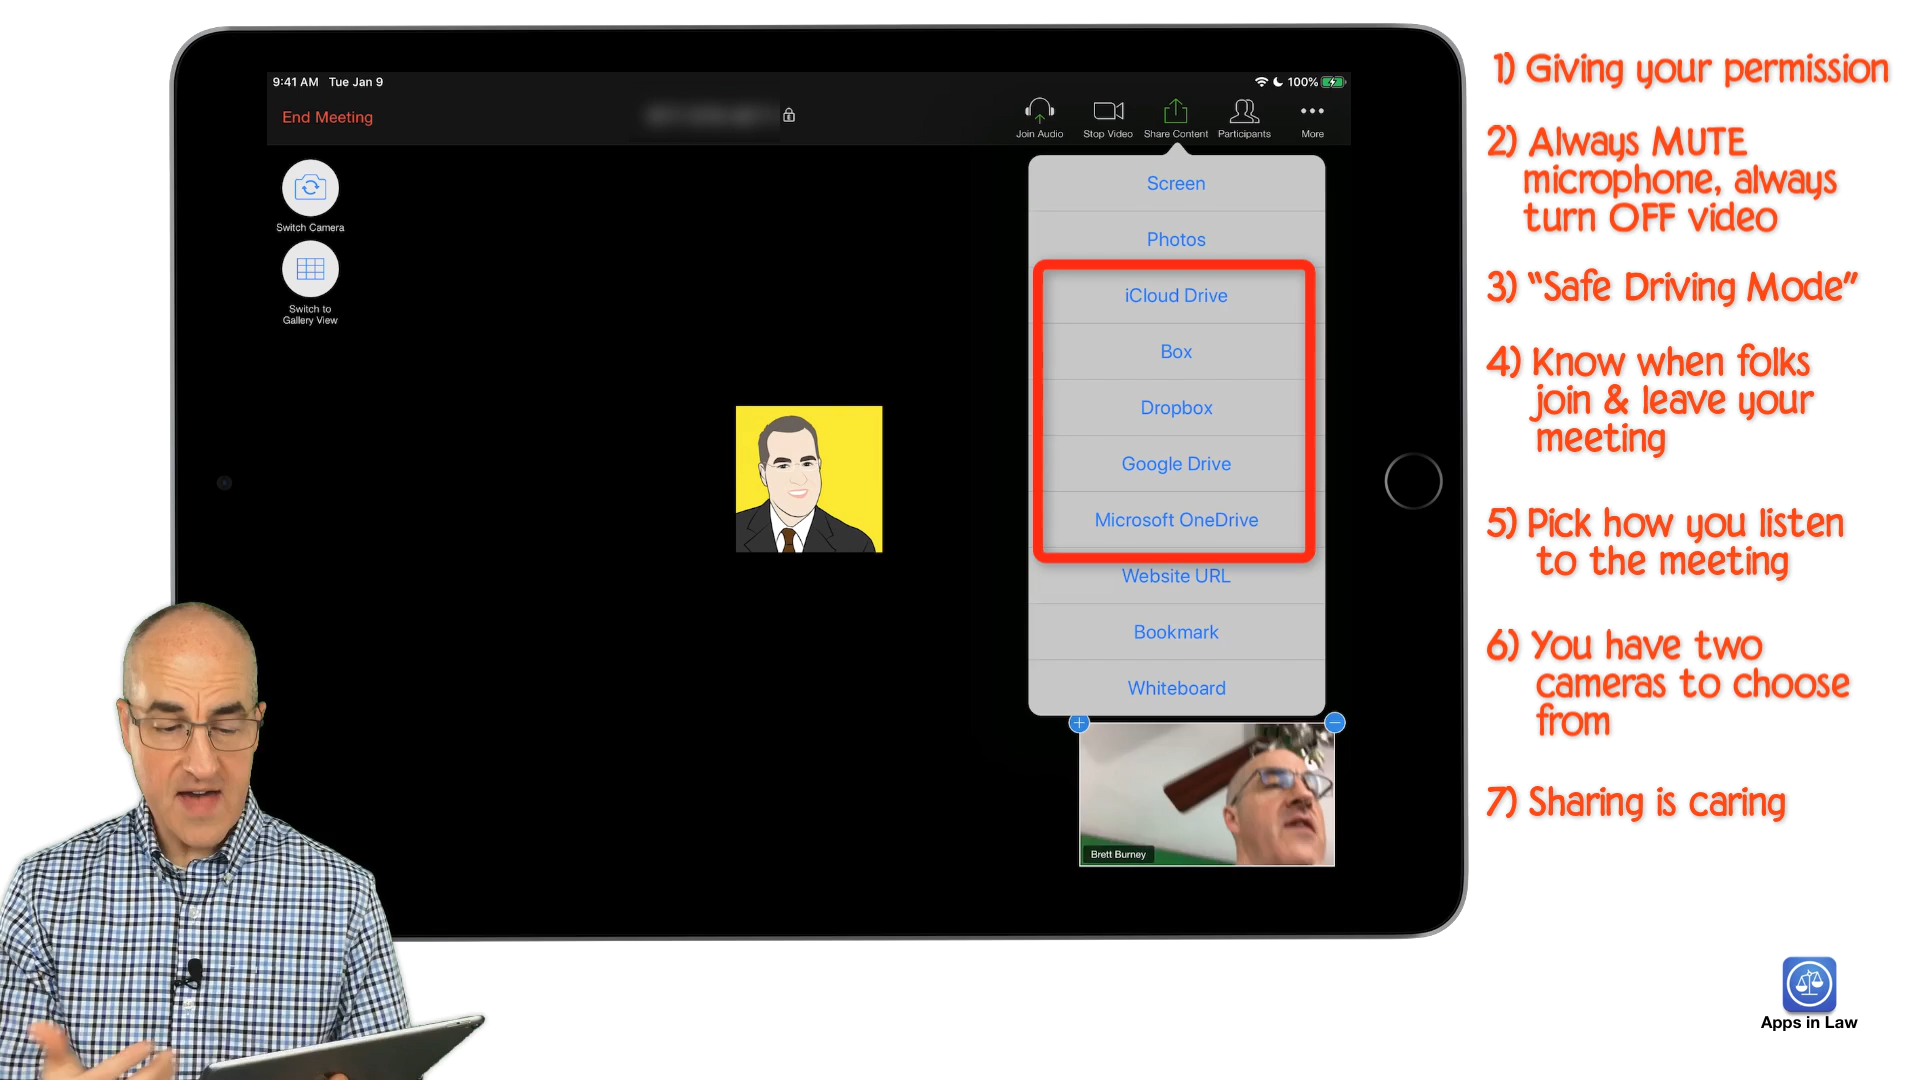 9:41 AM Tue Jan 9
100%
End Meeting
Join Audio
Stop Video
Share Content
Participants
More
Switch Camera
Switch to
Gallery View
Screen
Photos
iCloud Drive
Box
Dropbox
Google Drive
Microsoft OneDrive
Website URL
Bookmark
Whiteboard
Brett Burney
1) Giving your permission
2) Always MUTE
microphone, always
turn OFF video
3) "Safe Driving Mode"
4) Know when folks
join & leave your
meeting
5) Pick how you listen
to the meeting
6) You have two
cameras to choose
from
7) Sharing is caring
Apps in Law